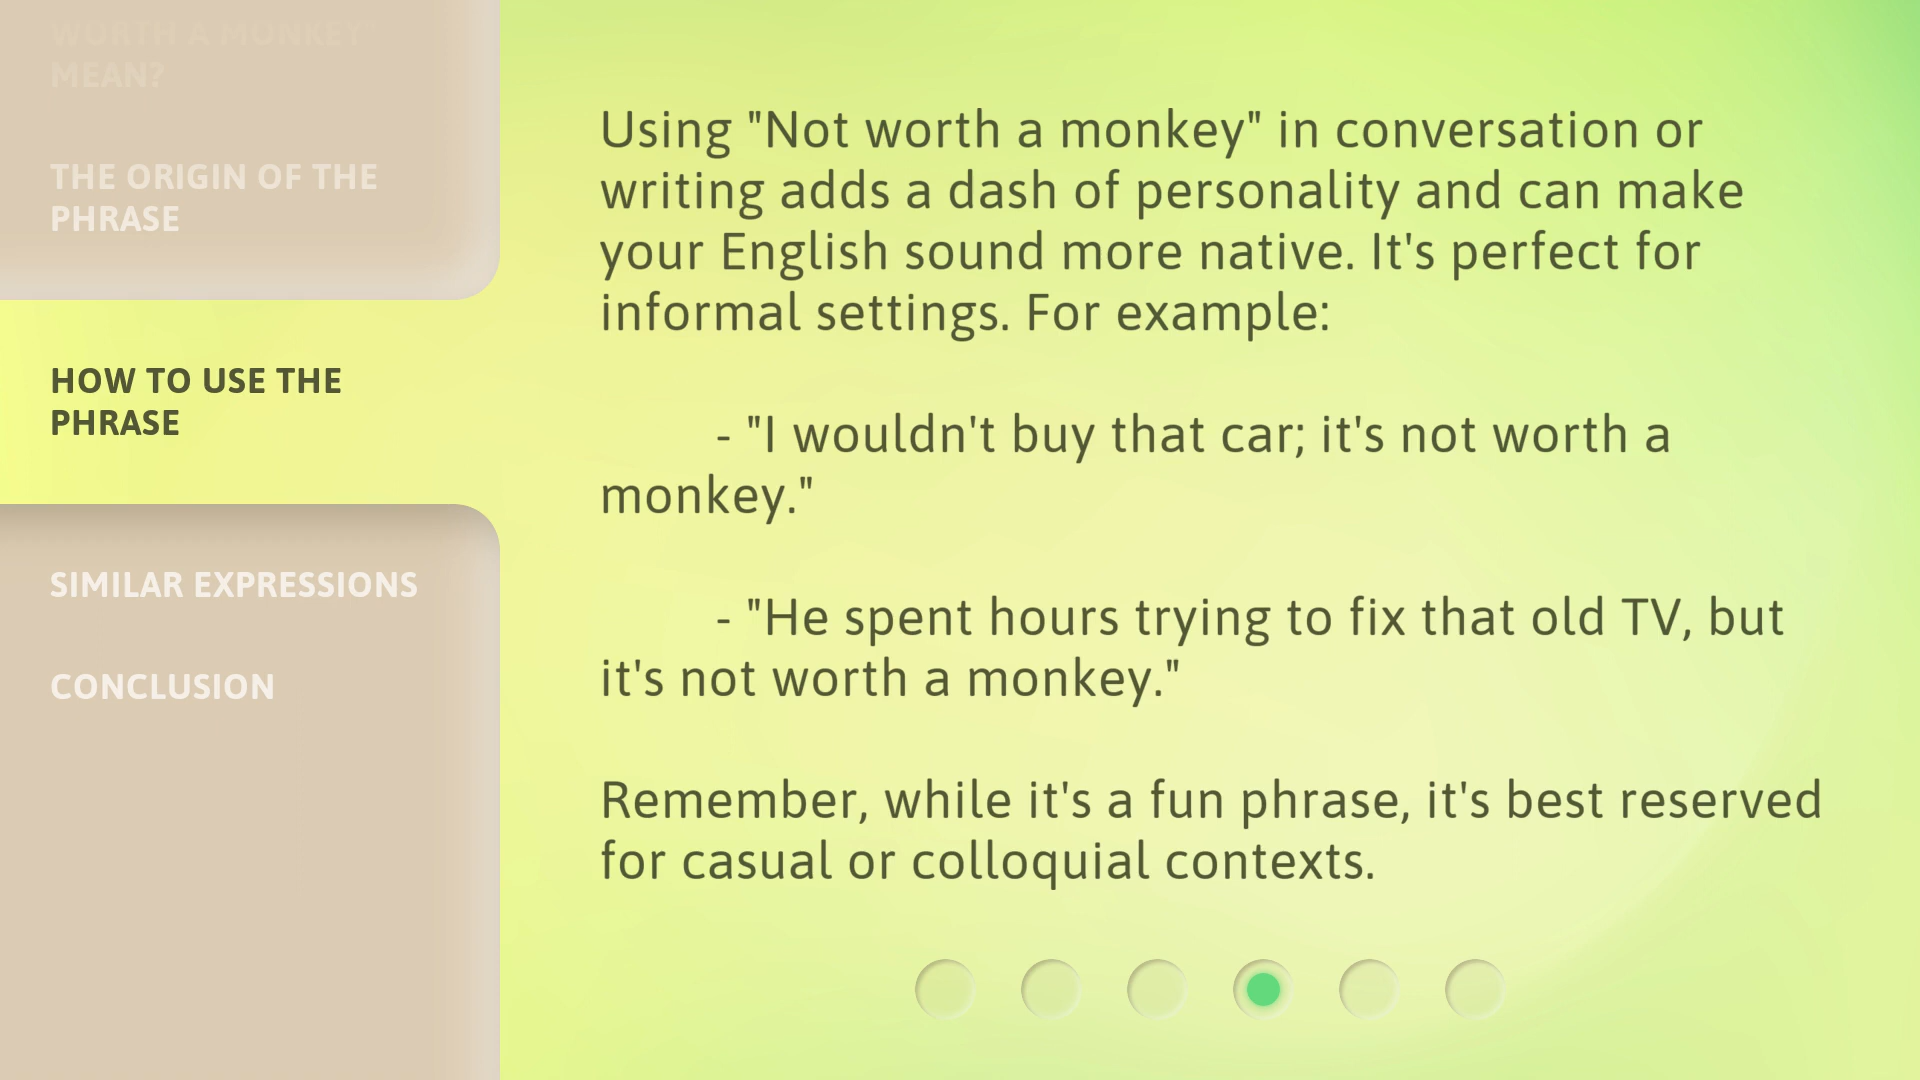 WORTH A MONKEY"
MEAN?
THE ORIGIN OF THE
PHRASE
HOW TO USE THE
PHRASE
SIMILAR EXPRESSIONS
CONCLUSION
Using "Not worth a monkey" in conversation or
writing adds a dash of personality and can make
your English sound more native. It's perfect for
informal settings. For example:
- "I wouldn't buy that car; it's not worth a
monkey."
- "He spent hours trying to fix that old TV, but
it's not worth a monkey."
Remember, while it's a fun phrase, it's best reserved
for casual or colloquial contexts.